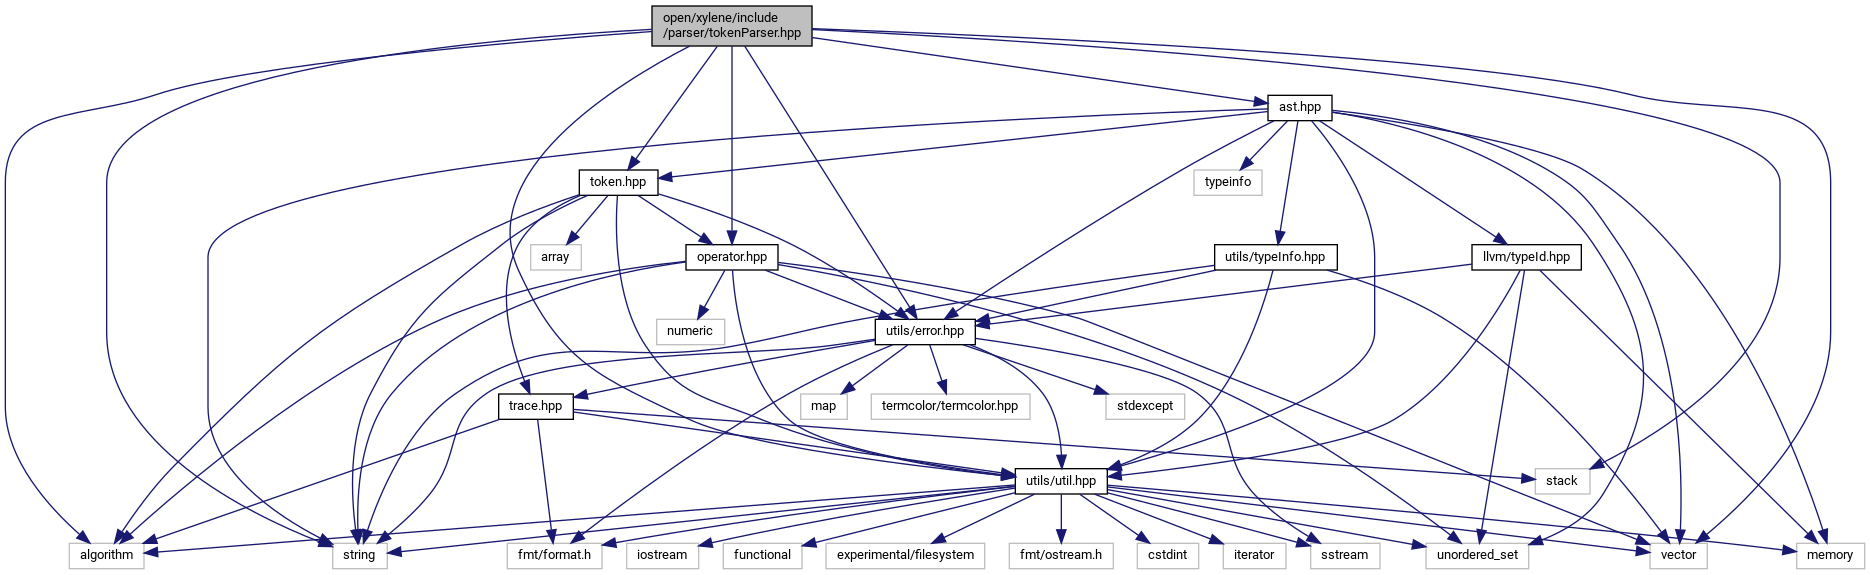 open/xylene/include
/parser/tokenParser.hpp
ast.hpp
token.hpp
typeinfo
array
operator.hpp
utils/typeInfo.hpp
llvm/typeId.hpp
numeric
utils/error.hpp
trace.hpp
map
termcolor/termcolor.hpp
stdexcept
utils/util.hpp
stack
algorithm
string
fmt/format.h
iostream
functional
experimental/filesystem
fmt/ostream.h
cstdint
iterator
sstream
unordered_set
vector
memory